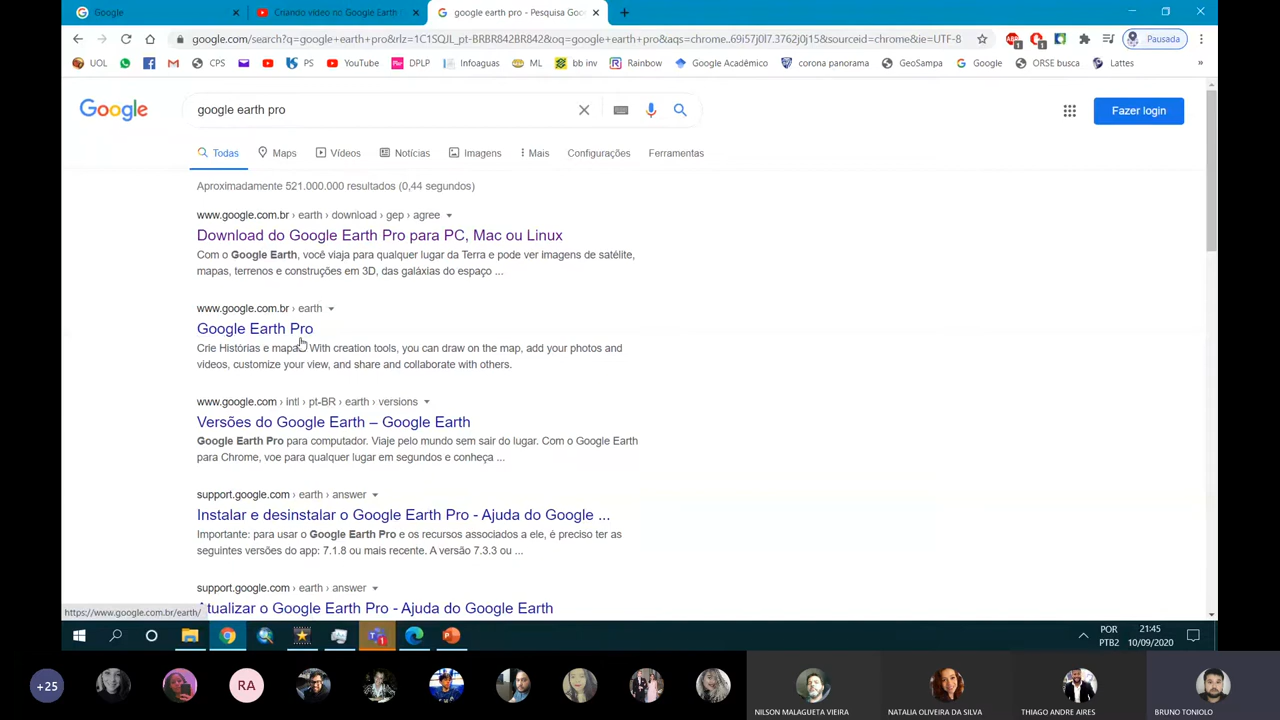 Google
Criando vídeo no Google Earth
google earth pro - Pesquisa Goo
google.com/search?q=google+earth+pro&rlz=1C1SQJL_pt-BRBR842BR842&oq=google+earth+pro&aqs=chrome..69i57j0l7.3762j0j15&sourceid=chrome&ie=UTF-8
Pausada
UOL
CPS
PS
YouTube
DPLP
Infoaguas
ML
bb inv
Rainbow
Google Acadêmico
corona panorama
GeoSampa
Google
ORSE busca
Lattes
»
Google
google earth pro
Fazer login
Todas
Maps
Vídeos
Notícias
Imagens
Mais
Configurações
Ferramentas
Aproximadamente 521.000.000 resultados (0,44 segundos)
www.google.com.br › earth › download › gep › agree
Download do Google Earth Pro para PC, Mac ou Linux
Com o Google Earth, você viaja para qualquer lugar da Terra e pode ver imagens de satélite,
mapas, terrenos e construções em 3D, das galáxias do espaço ...
www.google.com.br › earth
Google Earth Pro
Crie Histórias e mapas. With creation tools, you can draw on the map, add your photos and
videos, customize your view, and share and collaborate with others.
www.google.com › intl › pt-BR › earth › versions
Versões do Google Earth – Google Earth
Google Earth Pro para computador. Viaje pelo mundo sem sair do lugar. Com o Google Earth
para Chrome, voe para qualquer lugar em segundos e conheça ...
support.google.com › earth › answer
Instalar e desinstalar o Google Earth Pro - Ajuda do Google ...
Importante: para usar o Google Earth Pro e os recursos associados a ele, é preciso ter as
seguintes versões do app: 7.1.8 ou mais recente. A versão 7.3.3 ou ...
support.google.com › earth › answer
Atualizar o Google Earth Pro - Ajuda do Google Earth
https://www.google.com.br/earth/
POR
PTB2
21:45
10/09/2020
+25
RA
NILSON MALAGUETA VIEIRA
NATALIA OLIVEIRA DA SILVA
THIAGO ANDRE AIRES
BRUNO TONIOLO